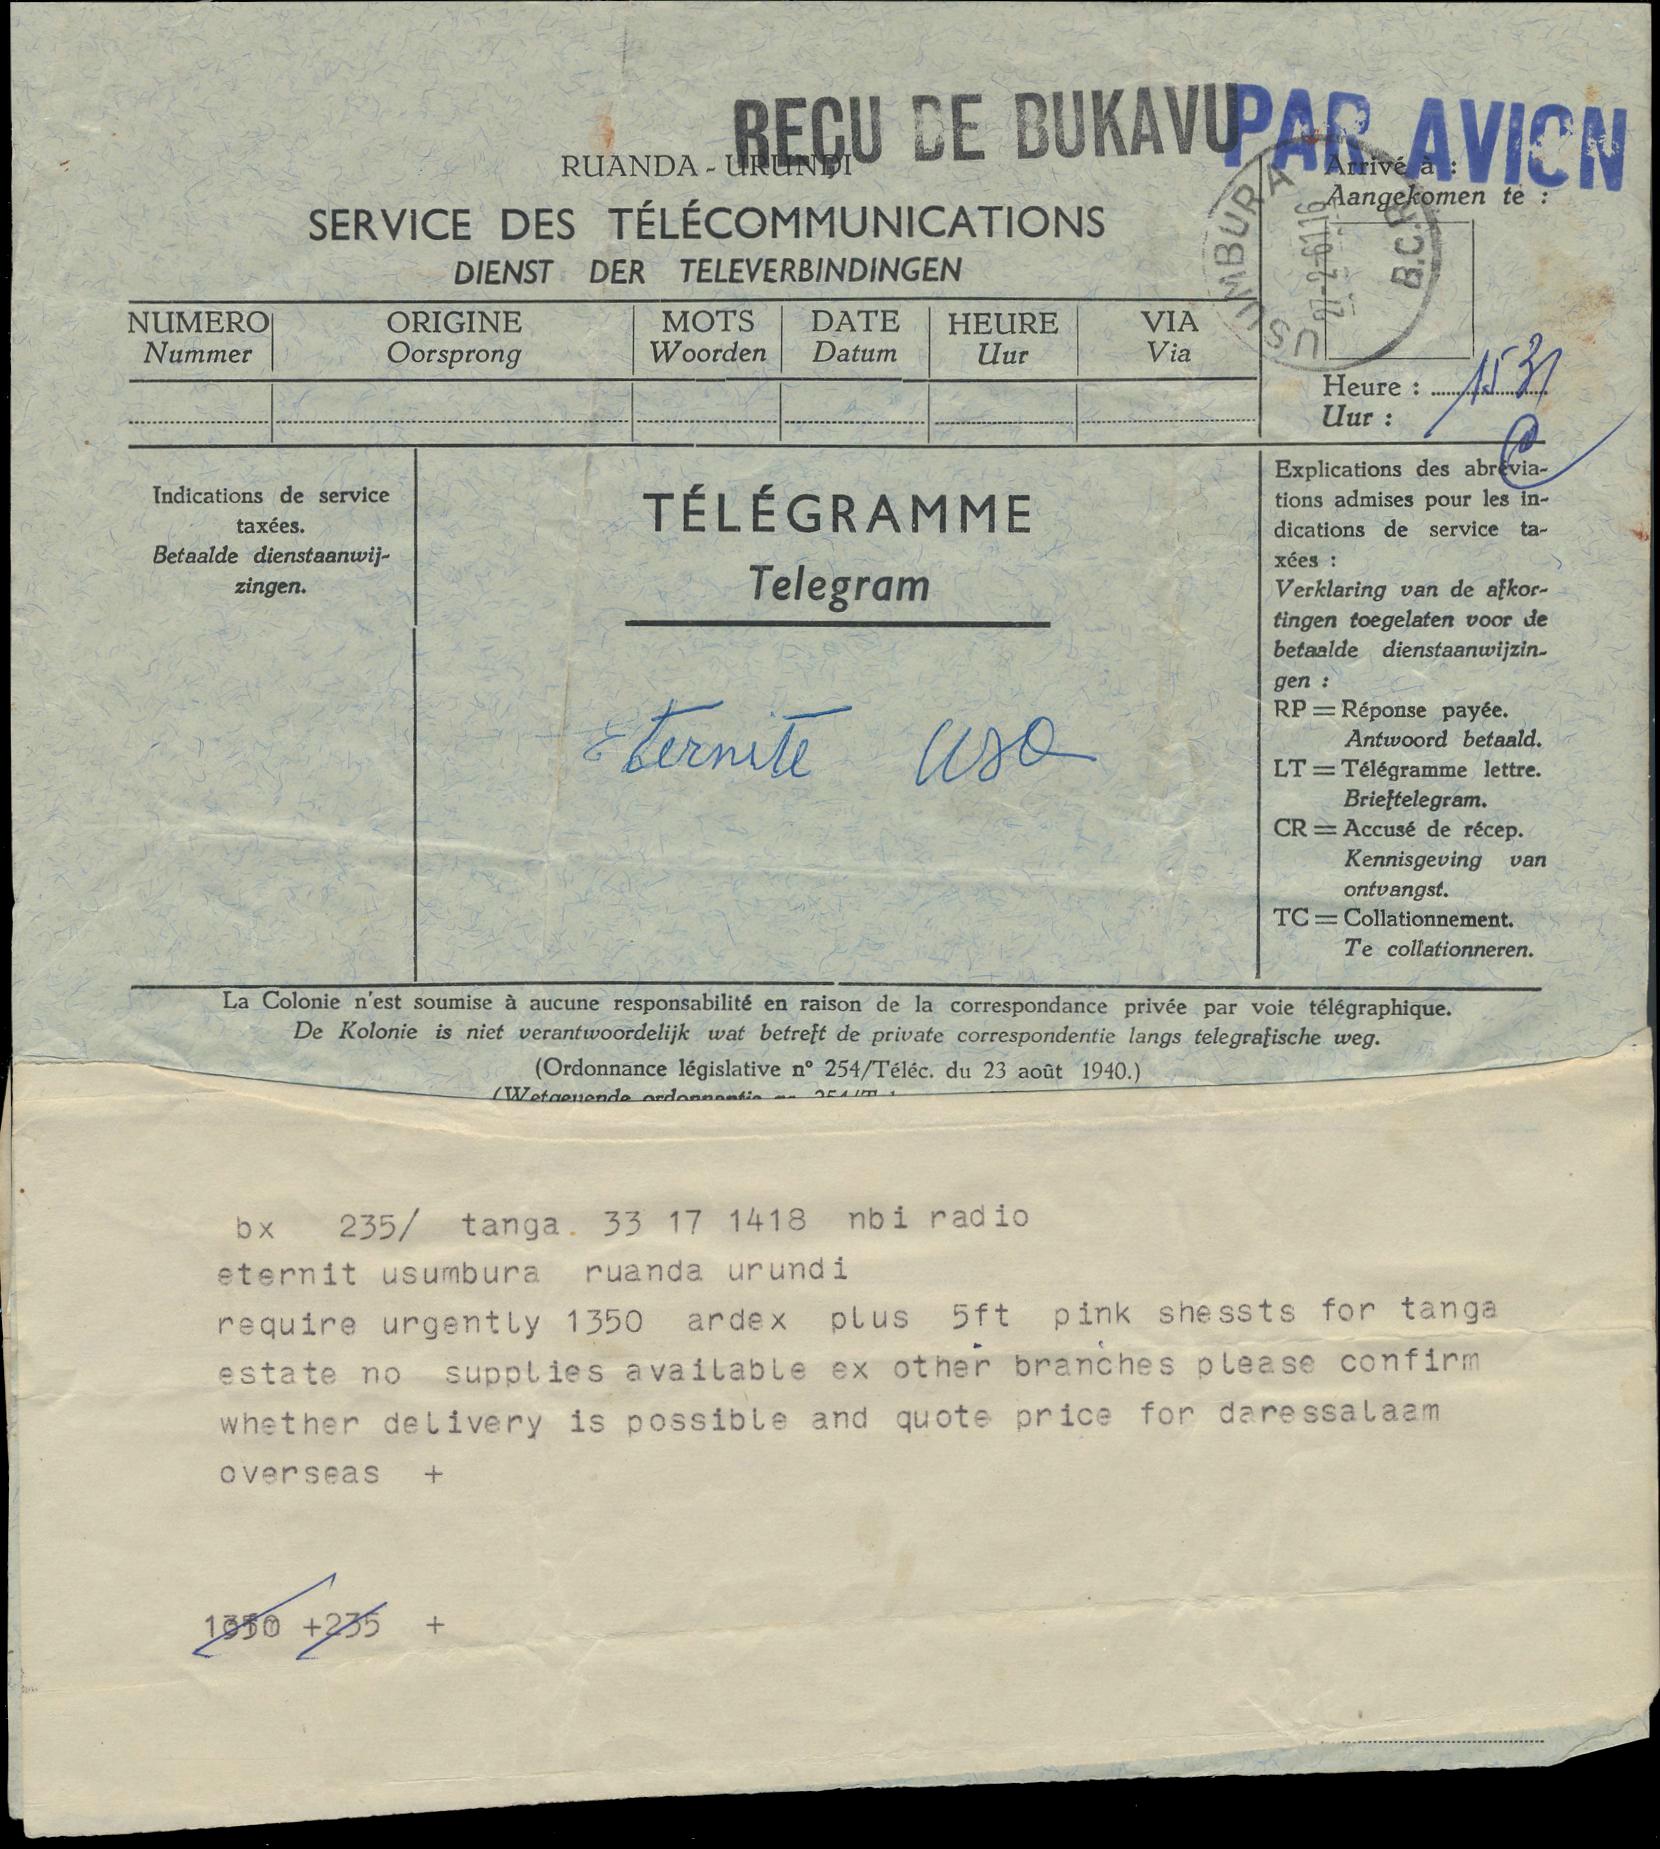 REÇU DE BUKAVU PAR AVION
RUANDA - URUNDI
SERVICE DES TÉLÉCOMMUNICATIONS
DIENST DER TELEVERBINDINGEN
Arrivé à :
Aangekomen te :
USUMBURA
B.C.R.
NUMERO ORIGINE MOTS DATE HEURE VIA
Nummer Oorsprong Woorden Datum Uur Via
Heure : 1531
Uur :
Indications de service
taxées.
Betaalde dienstaanwij-
zingen.
TÉLÉGRAMME
Telegram
Eternite uso
Explications des abrévia-
tions admises pour les in-
dications de service ta-
xées :
Verklaring van de afkor-
tingen toegelaten voor de
betaalde dienstaanwijzin-
gen :
RP = Réponse payée.
Antwoord betaald.
LT = Télégramme lettre.
Brieftelegram.
CR = Accusé de récep.
Kennisgeving van
ontvangst.
TC = Collationnement.
Te collationneren.
La Colonie n'est soumise à aucune responsabilité en raison de la correspondance privée par voie télégraphique.
De Kolonie is niet verantwoordelijk wat betreft de private correspondentie langs telegrafische weg.
(Ordonnance législative n° 254/Téléc. du 23 août 1940.)
(Wetgevende ordonnantie nr 254/T
bx 235/ tanga. 33 17 1418 nbi radio
eternit usumbura ruanda urundi
require urgently 1350 ardex plus 5ft pink shessts for tanga
estate no supplies available ex other branches please confirm
whether delivery is possible and quote price for daressalaam
overseas +
1350 +235 +